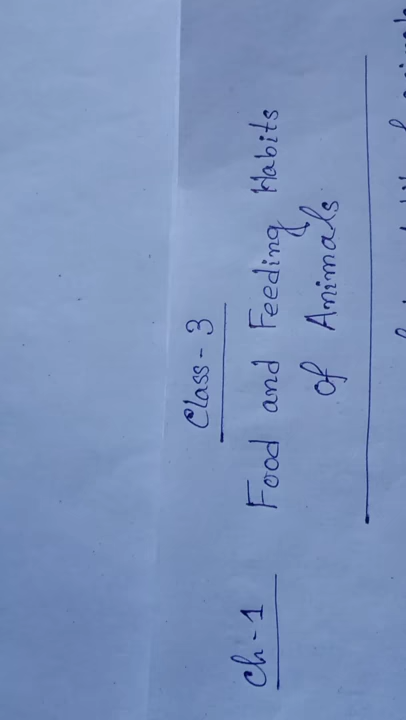 Class - 3
Ch - 1 Food and Feeding Habits
of Animals